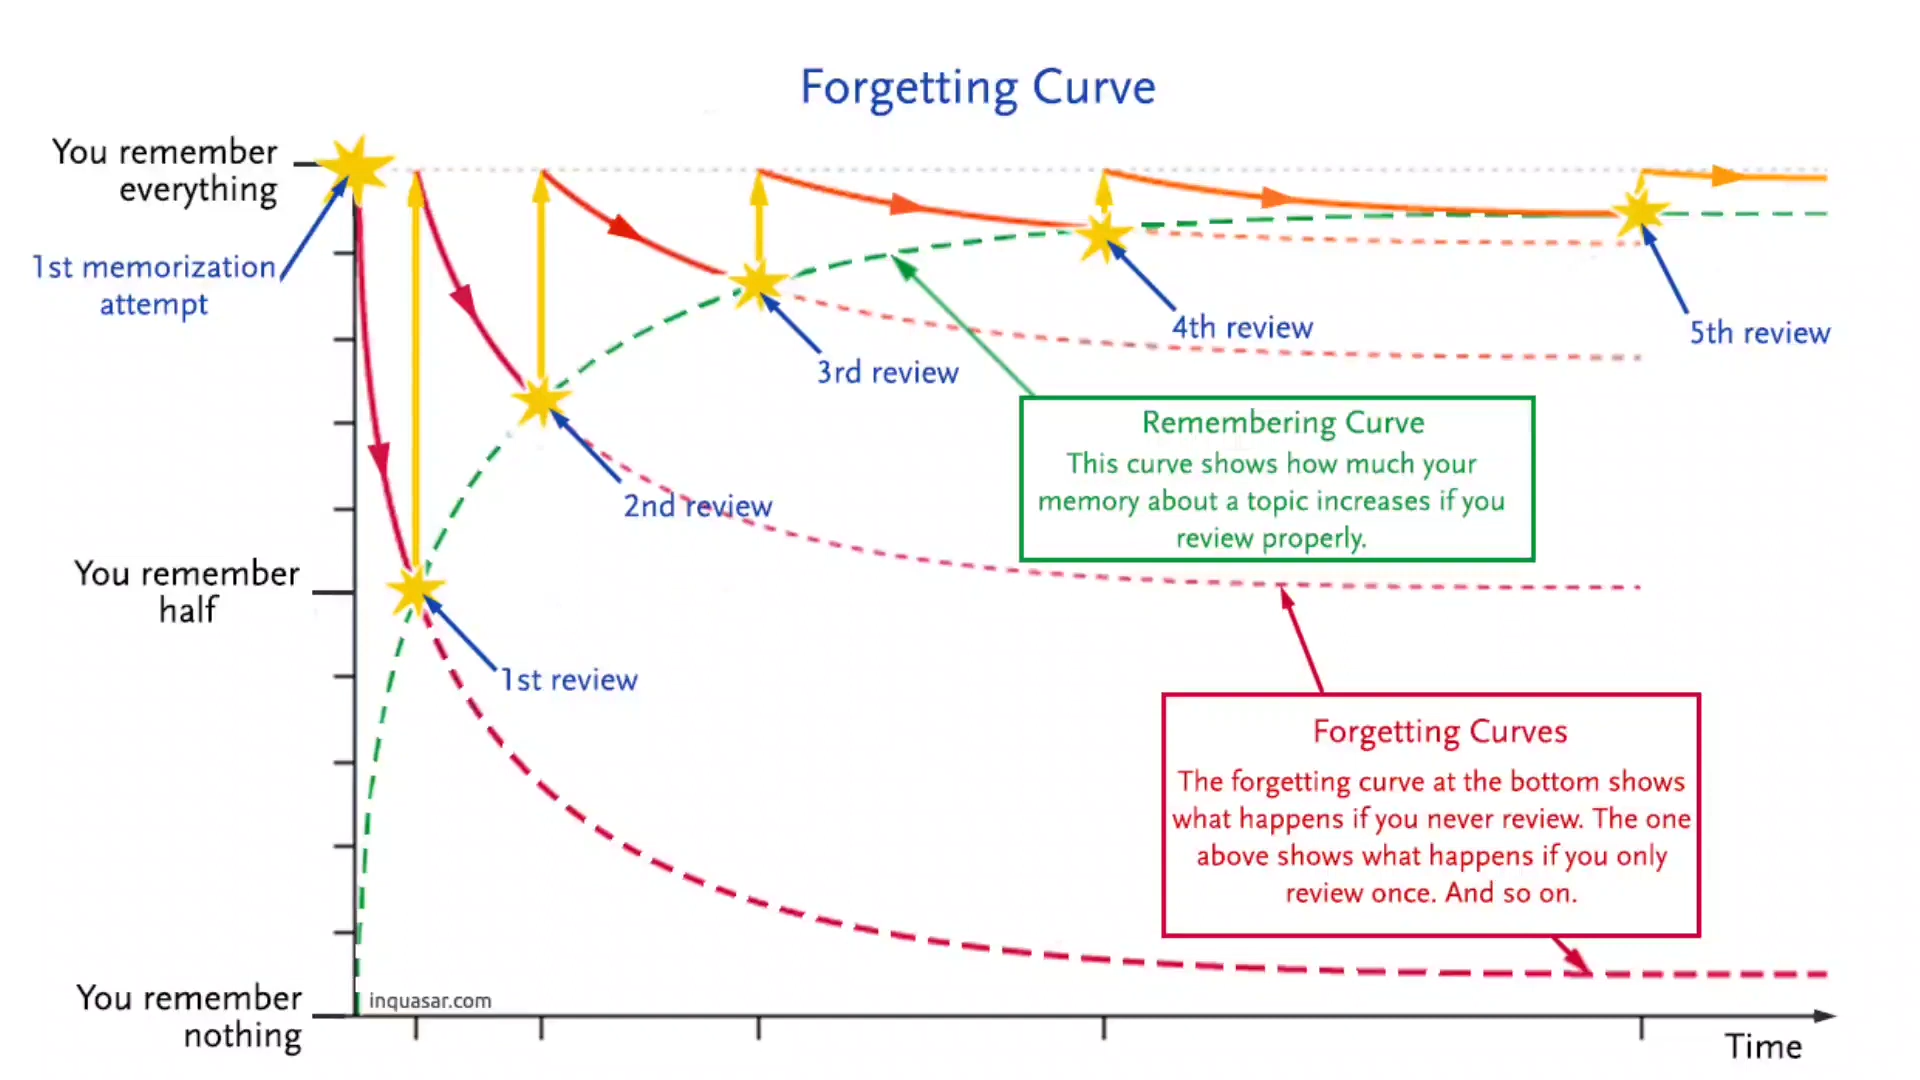 Forgetting Curve
You remember
everything
1st memorization
attempt
4th review
5th review
3rd review
Remembering Curve
This curve shows how much your
memory about a topic increases if you
review properly.
2nd review
You remember
half
1st review
Forgetting Curves
The forgetting curve at the bottom shows
what happens if you never review. The one
above shows what happens if you only
review once. And so on.
You remember
nothing
inquasar.com
Time